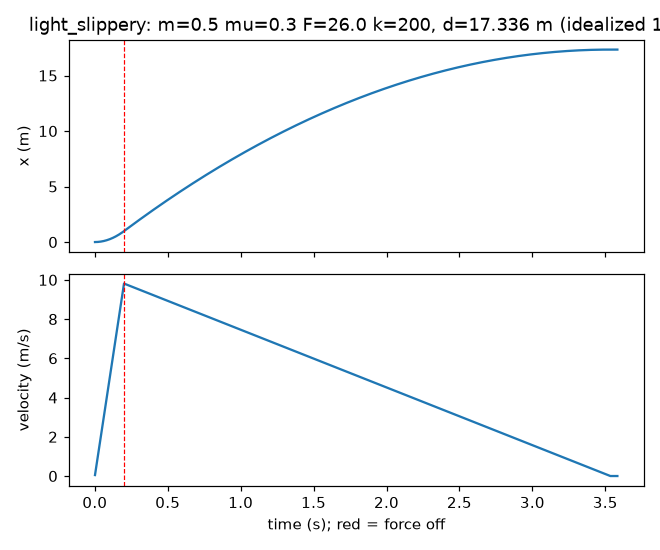 light_slippery: m=0.5 mu=0.3 F=26.0 k=200, d=17.336 m (idealized 1
15
10
5
0
x (m)
10
8
6
4
2
0
velocity (m/s)
0.0 0.5 1.0 1.5 2.0 2.5 3.0 3.5
time (s); red = force off